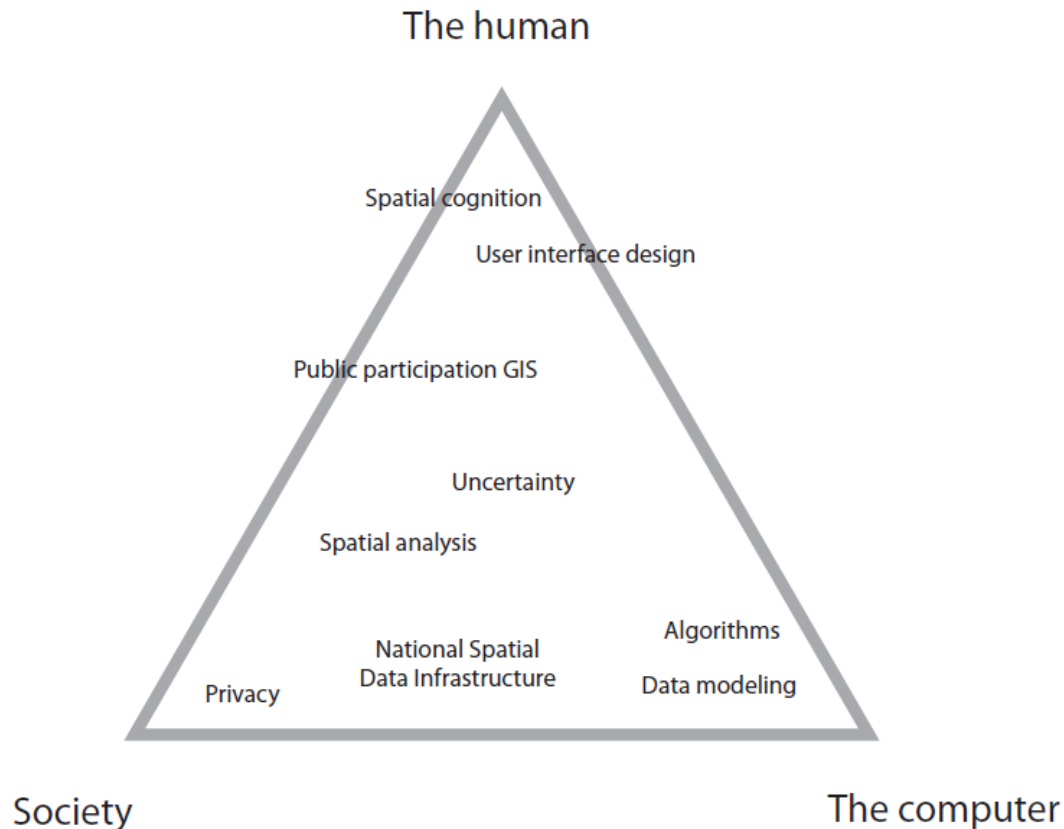 The human
Spatial cognition
User interface design
Public participation GIS
Uncertainty
Spatial analysis
Algorithms
National Spatial
Data Infrastructure
Data modeling
Privacy
Society
The computer